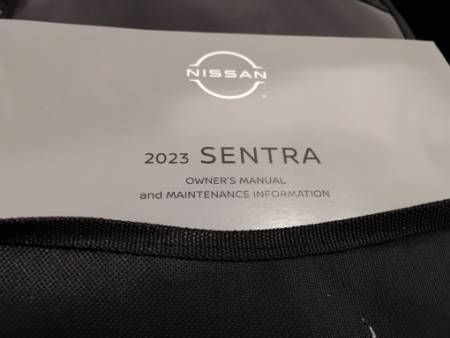 NISSAN
2023 SENTRA
OWNER'S MANUAL
and MAINTENANCE INFORMATION